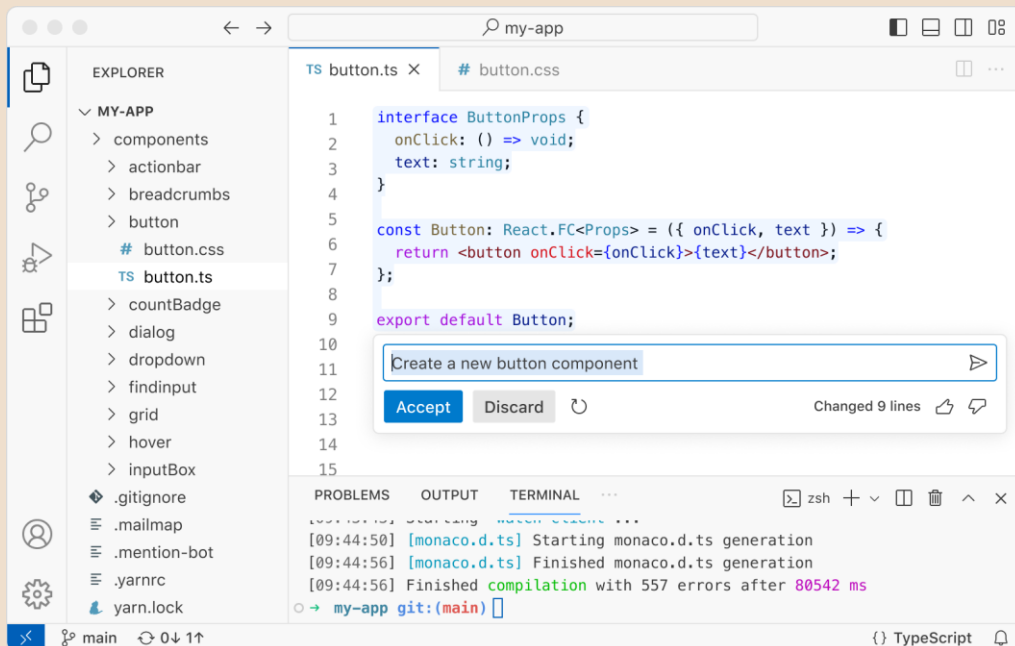 my-app
EXPLORER
MY-APP
components
actionbar
breadcrumbs
button
# button.css
TS button.ts
countBadge
dialog
dropdown
findinput
grid
hover
inputBox
.gitignore
.mailmap
.mention-bot
.yarnrc
yarn.lock
TS button.ts
# button.css
1 interface ButtonProps {
2 onClick: () => void;
3 text: string;
4 }
5
6 const Button: React.FC<Props> = ({ onClick, text }) => {
7 return <button onClick={onClick}>{text}</button>;
8 };
9
10 export default Button;
11
12
13
14
15
Create a new button component
Accept Discard Changed 9 lines
PROBLEMS OUTPUT TERMINAL ··· zsh
[09:44:50] [monaco.d.ts] Starting monaco.d.ts generation
[09:44:56] [monaco.d.ts] Finished monaco.d.ts generation
[09:44:56] Finished compilation with 557 errors after 80542 ms
→ my-app git:(main)
main 0↓ 1↑ {} TypeScript